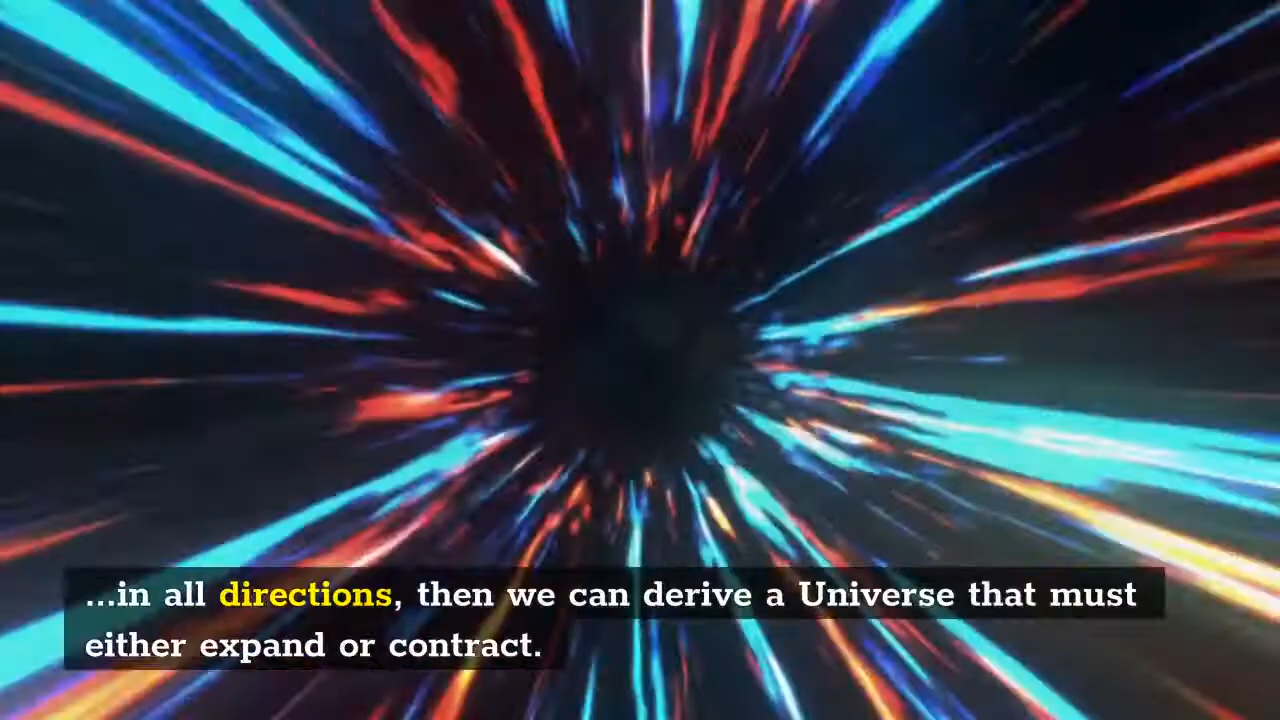 ...in all directions, then we can derive a Universe that must
either expand or contract.